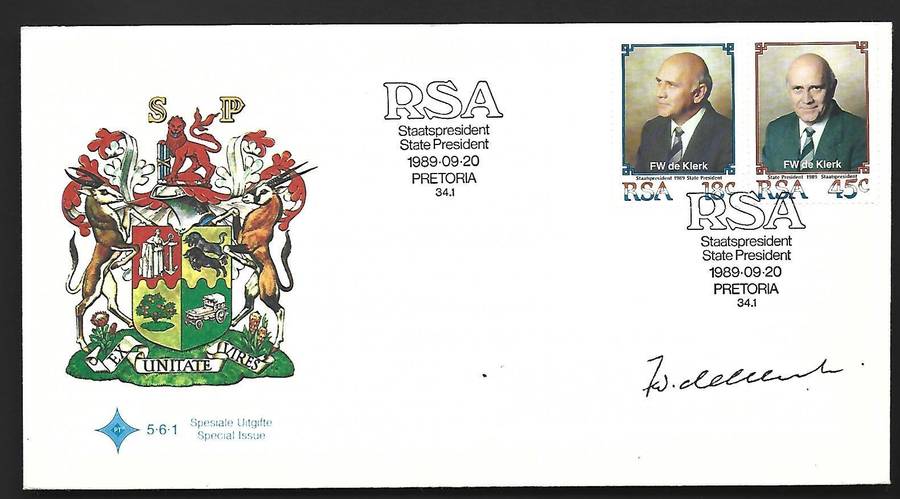 S P
EX UNITATE VIRES
5·6·1
Spesiale Uitgifte
Special Issue
RSA
Staatspresident
State President
1989·09·20
PRETORIA
34.1
FW de Klerk
Staatspresident 1989 State President
RSA 18c
FW de Klerk
State President 1989 Staatspresident
RSA 45c
RSA
Staatspresident
State President
1989·09·20
PRETORIA
34.1
F.W. de Klerk.